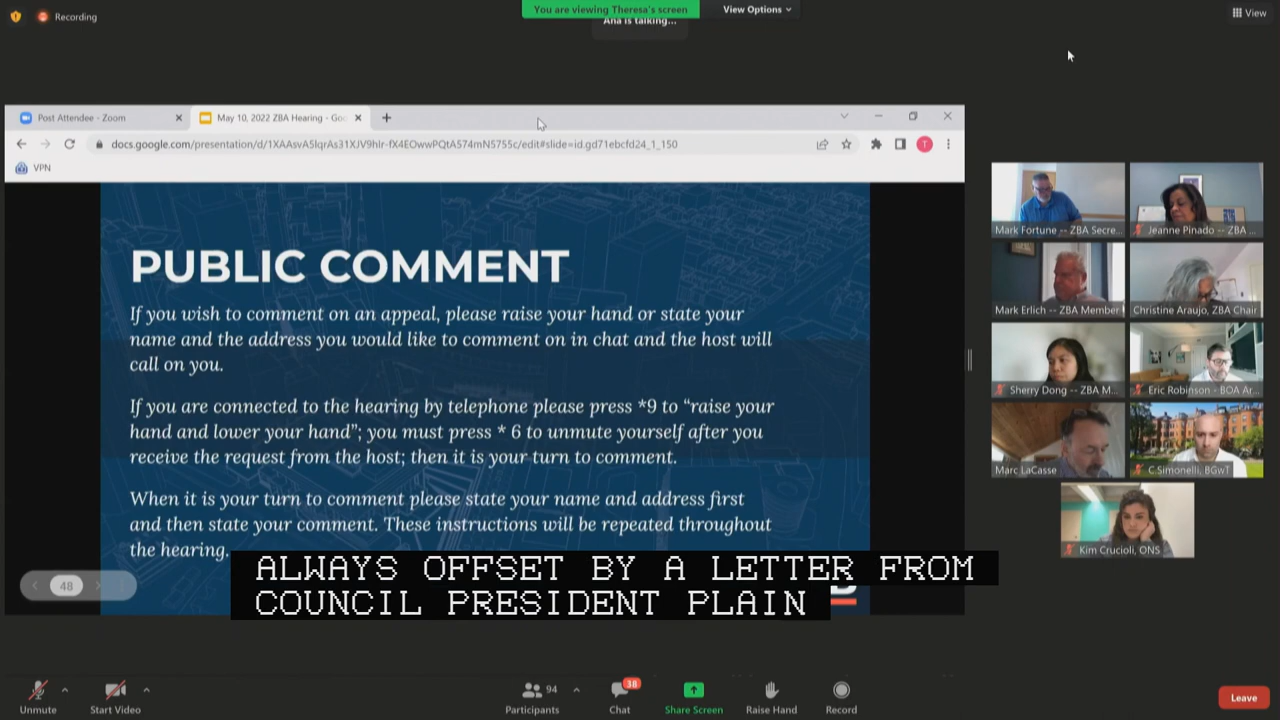 Recording
You are viewing Theresa's screen
View Options
Ana is talking...
View
Post Attendee - Zoom
May 10, 2022 ZBA Hearing - Goo
docs.google.com/presentation/d/1XAAsvA5lqrAs31XJV9hlr-fX4EOwwPQtA574mN5755c/edit#slide=id.gd71ebcfd24_1_150
T
VPN
PUBLIC COMMENT
If you wish to comment on an appeal, please raise your hand or state your
name and the address you would like to comment on in chat and the host will
call on you.
If you are connected to the hearing by telephone please press *9 to “raise your
hand and lower your hand”; you must press * 6 to unmute yourself after you
receive the request from the host; then it is your turn to comment.
When it is your turn to comment please state your name and address first
and then state your comment. These instructions will be repeated throughout
the hearing.
48
ALWAYS OFFSET BY A LETTER FROM
COUNCIL PRESIDENT PLAIN
Mark Fortune -- ZBA Secre...
Jeanne Pinado -- ZBA ...
Mark Erlich -- ZBA Member
Christine Araujo, ZBA Chair
Sherry Dong -- ZBA M...
Eric Robinson - BOA Ar...
Marc LaCasse
C.Simonelli, BGwT
Kim Crucioli, ONS
Unmute
Start Video
94
Participants
38
Chat
Share Screen
Raise Hand
Record
Leave